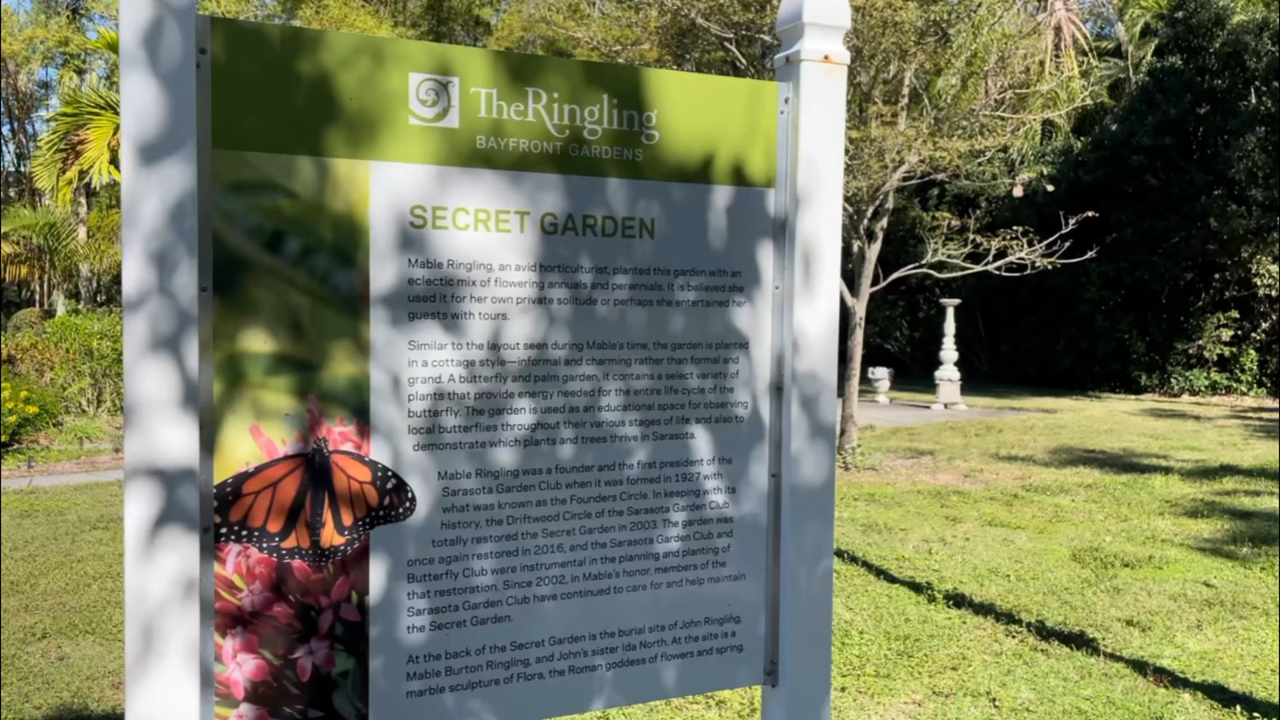 TheRingling
BAYFRONT GARDENS
SECRET GARDEN
Mable Ringling, an avid horticulturist, planted this garden with an
eclectic mix of flowering annuals and perennials. It is believed she
used it for her own private solitude or perhaps she entertained her
guests with tours.
Similar to the layout seen during Mable's time, the garden is planted
in a cottage style—informal and charming rather than formal and
grand. A butterfly and palm garden, it contains a select variety of
plants that provide energy needed for the entire life cycle of the
butterfly. The garden is used as an educational space for observing
local butterflies throughout their various stages of life, and also to
demonstrate which plants and trees thrive in Sarasota.
Mable Ringling was a founder and the first president of the
Sarasota Garden Club when it was formed in 1927 with
what was known as the Founders Circle. In keeping with its
history, the Driftwood Circle of the Sarasota Garden Club
totally restored the Secret Garden in 2003. The garden was
once again restored in 2016, and the Sarasota Garden Club and
Butterfly Club were instrumental in the planning and planting of
that restoration. Since 2002, in Mable's honor, members of the
Sarasota Garden Club have continued to care for and help maintain
the Secret Garden.
At the back of the Secret Garden is the burial site of John Ringling,
Mable Burton Ringling, and John's sister Ida North. At the site is a
marble sculpture of Flora, the Roman goddess of flowers and spring.